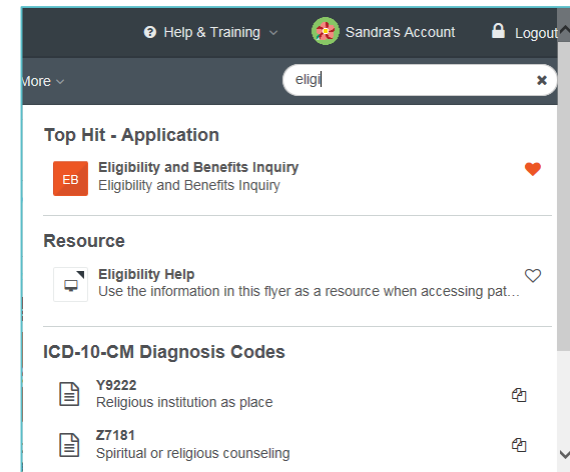 Help & Training
Sandra's Account
Logout
More
eligi
Top Hit - Application
EB
Eligibility and Benefits Inquiry
Eligibility and Benefits Inquiry
Resource
Eligibility Help
Use the information in this flyer as a resource when accessing pat...
ICD-10-CM Diagnosis Codes
Y9222
Religious institution as place
Z7181
Spiritual or religious counseling